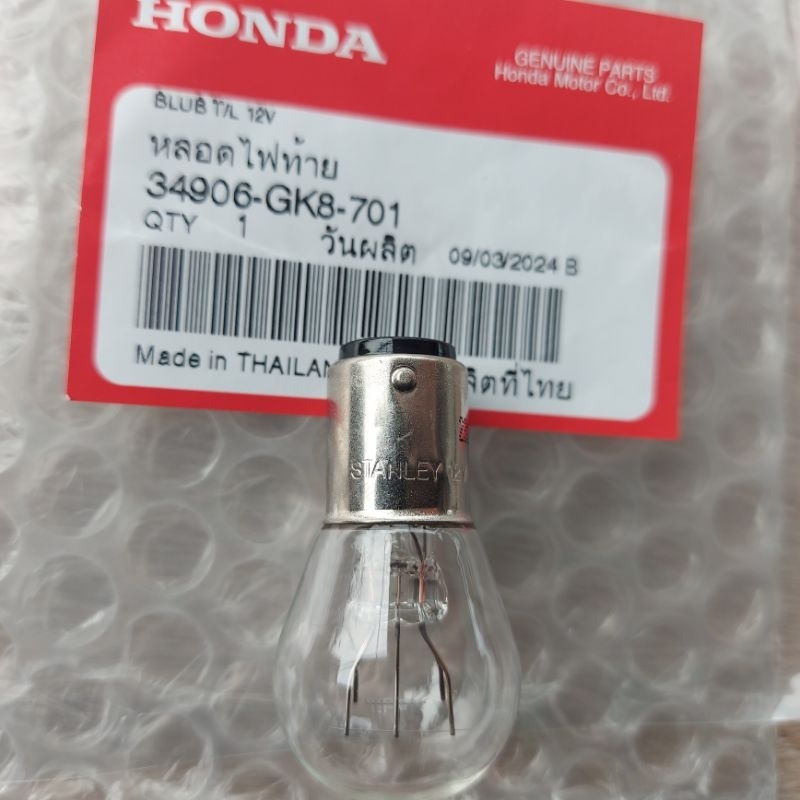 HONDA
GENUINE PARTS
Honda Motor Co., Ltd.
BLUB T/L 12V
หลอดไฟท้าย
34906-GK8-701
QTY 1 วันผลิต 09/03/2024 B
Made in THAILAN ลิตที่ไทย
STANLEY 12V